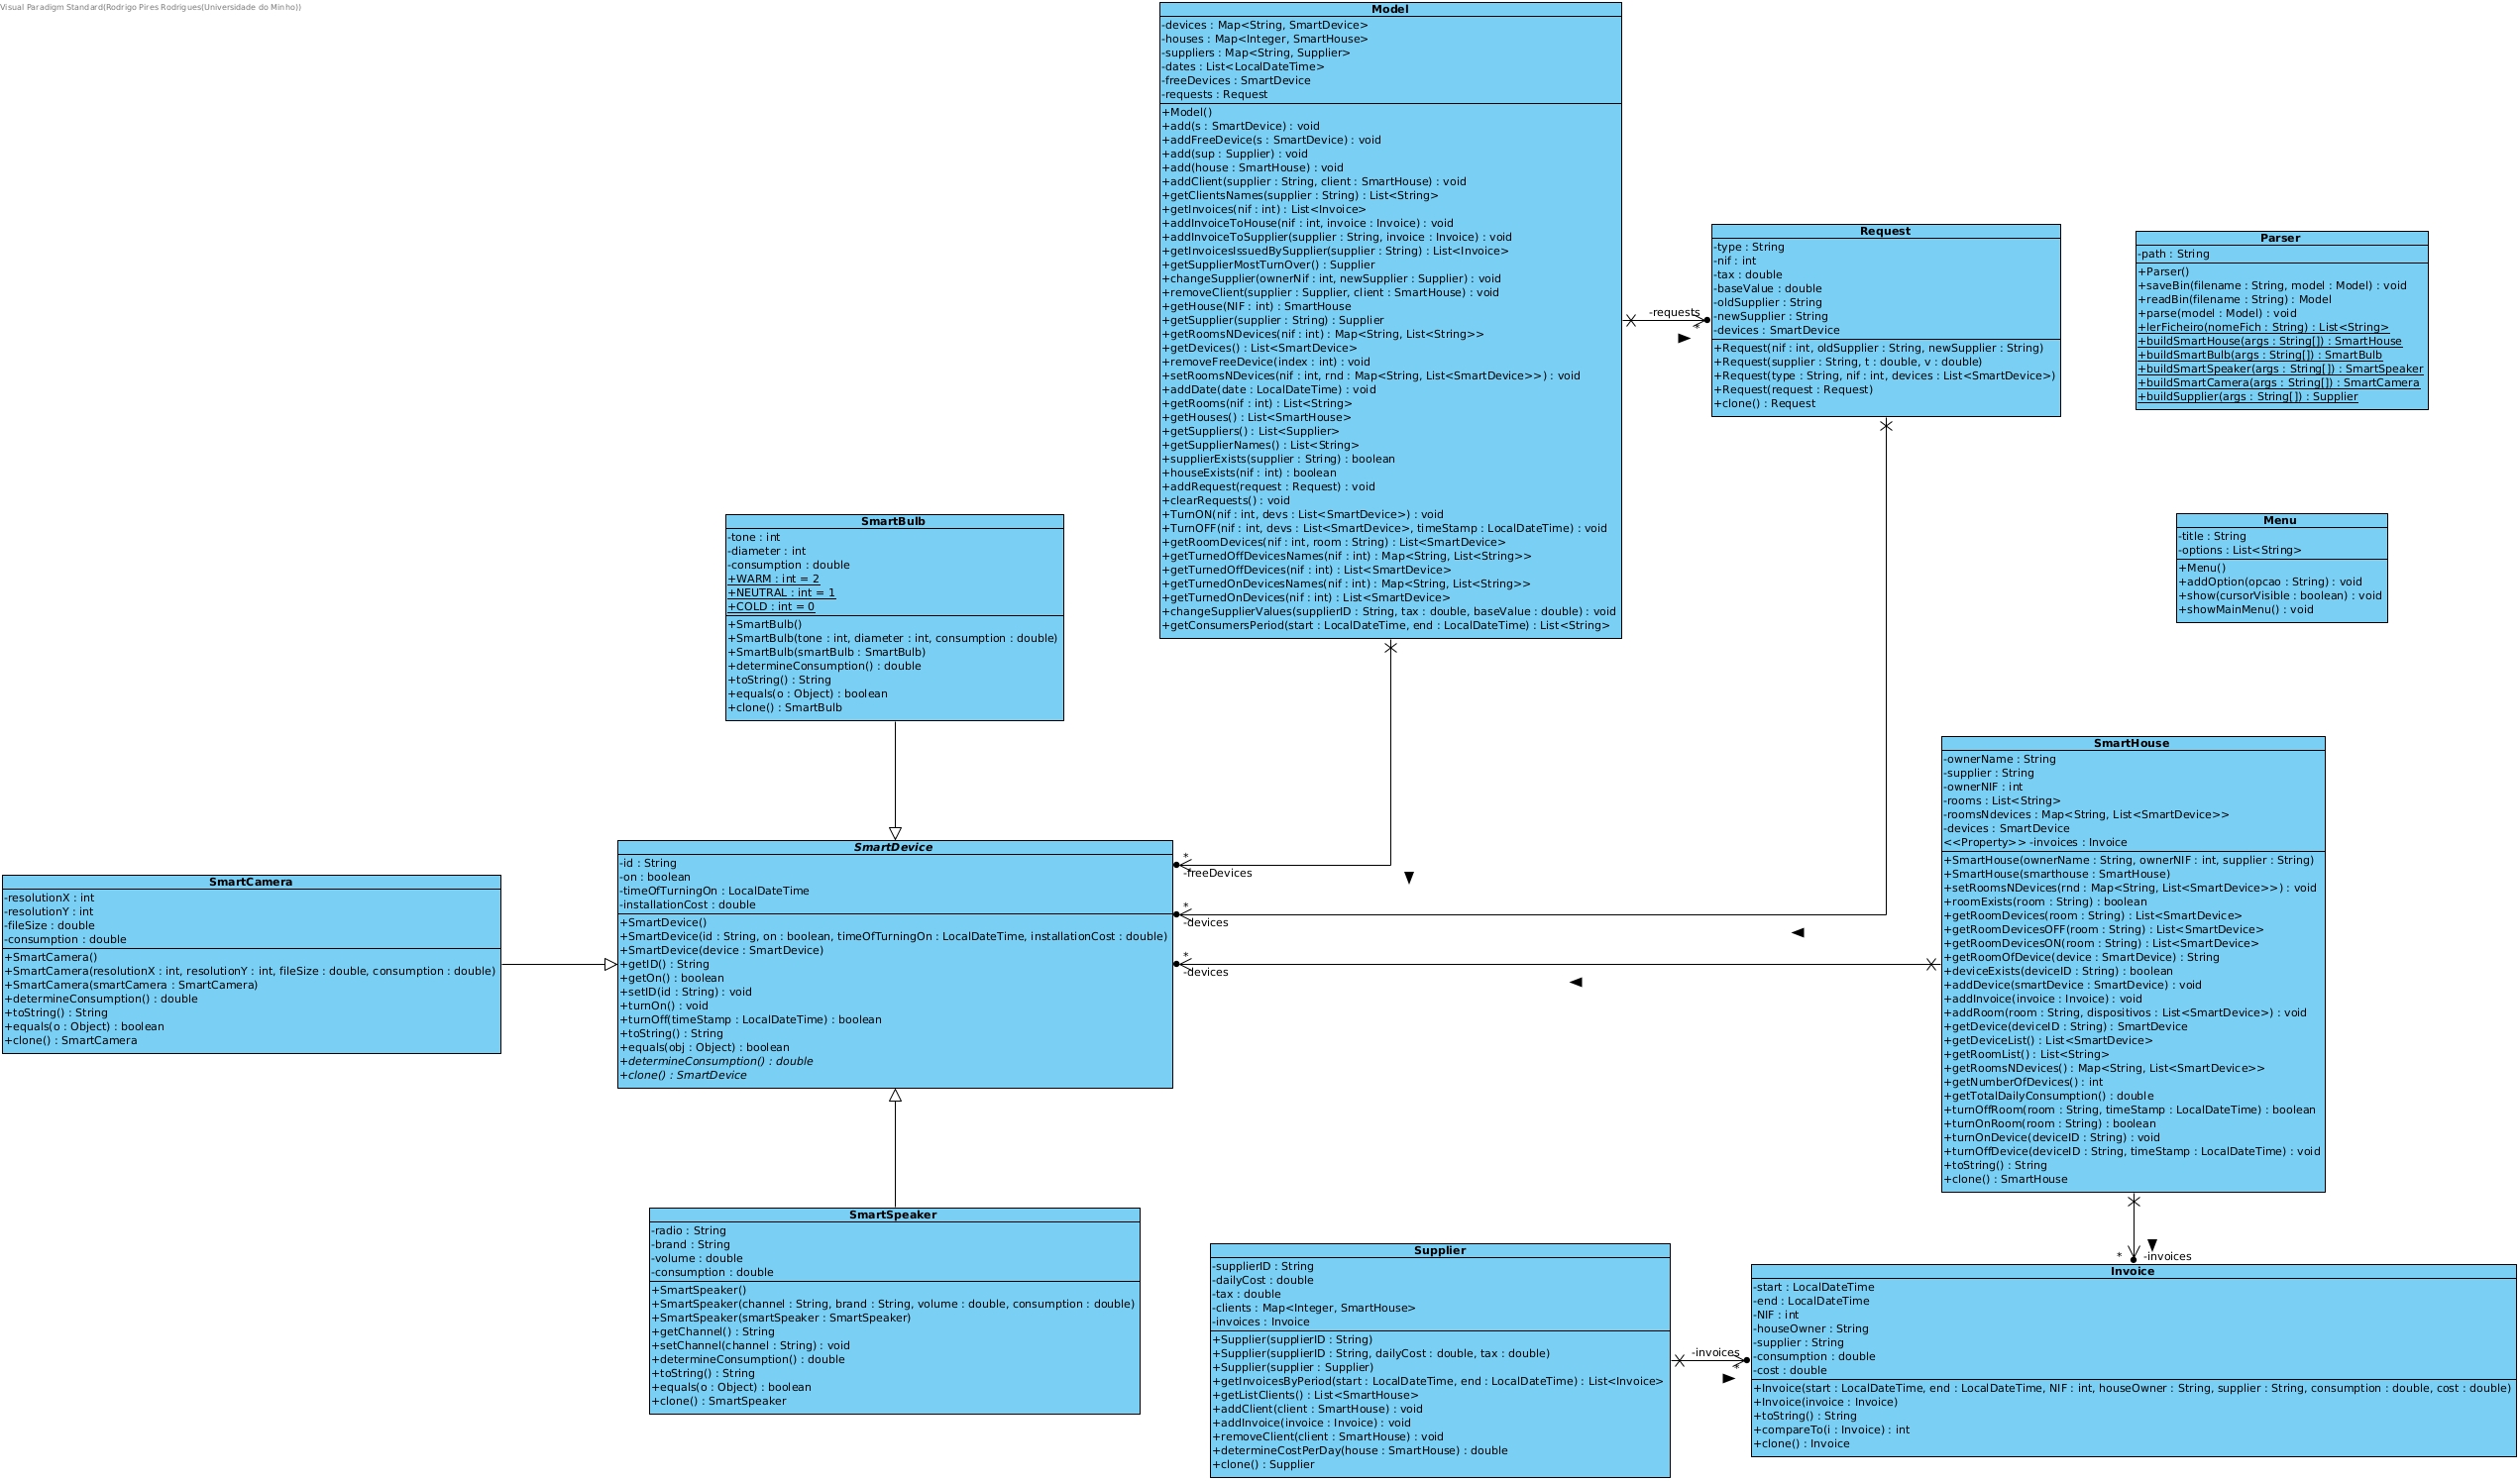 Visual Paradigm Standard(Rodrigo Pires Rodrigues(Universidade do Minho))
Model
-devices : Map<String, SmartDevice>
-houses : Map<Integer, SmartHouse>
-suppliers : Map<String, Supplier>
-dates : List<LocalDateTime>
-freeDevices : SmartDevice
-requests : Request
+Model()
+add(s : SmartDevice) : void
+addFreeDevice(s : SmartDevice) : void
+add(sup : Supplier) : void
+add(house : SmartHouse) : void
+addClient(supplier : String, client : SmartHouse) : void
+getClientsNames(supplier : String) : List<String>
+getInvoices(nif : int) : List<Invoice>
+addInvoiceToHouse(nif : int, invoice : Invoice) : void
+addInvoiceToSupplier(supplier : String, invoice : Invoice) : void
+getInvoicesIssuedBySupplier(supplier : String) : List<Invoice>
+getSupplierMostTurnOver() : Supplier
+changeSupplier(ownerNif : int, newSupplier : Supplier) : void
+removeClient(supplier : Supplier, client : SmartHouse) : void
+getHouse(NIF : int) : SmartHouse
+getSupplier(supplier : String) : Supplier
+getRoomsNDevices(nif : int) : Map<String, List<String>>
+getDevices() : List<SmartDevice>
+removeFreeDevice(index : int) : void
+setRoomsNDevices(nif : int, rnd : Map<String, List<SmartDevice>>) : void
+addDate(date : LocalDateTime) : void
+getRooms(nif : int) : List<String>
+getHouses() : List<SmartHouse>
+getSuppliers() : List<Supplier>
+getSupplierNames() : List<String>
+supplierExists(supplier : String) : boolean
+houseExists(nif : int) : boolean
+addRequest(request : Request) : void
+clearRequests() : void
+TurnON(nif : int, devs : List<SmartDevice>) : void
+TurnOFF(nif : int, devs : List<SmartDevice>, timeStamp : LocalDateTime) : void
+getRoomDevices(nif : int, room : String) : List<SmartDevice>
+getTurnedOffDevicesNames(nif : int) : Map<String, List<String>>
+getTurnedOffDevices(nif : int) : List<SmartDevice>
+getTurnedOnDevicesNames(nif : int) : Map<String, List<String>>
+getTurnedOnDevices(nif : int) : List<SmartDevice>
+changeSupplierValues(supplierID : String, tax : double, baseValue : double) : void
+getConsumersPeriod(start : LocalDateTime, end : LocalDateTime) : List<String>
-requests
*
Request
-type : String
-nif : int
-tax : double
-baseValue : double
-oldSupplier : String
-newSupplier : String
-devices : SmartDevice
+Request(nif : int, oldSupplier : String, newSupplier : String)
+Request(supplier : String, t : double, v : double)
+Request(type : String, nif : int, devices : List<SmartDevice>)
+Request(request : Request)
+clone() : Request
Parser
-path : String
+Parser()
+saveBin(filename : String, model : Model) : void
+readBin(filename : String) : Model
+parse(model : Model) : void
+lerFicheiro(nomeFich : String) : List<String>
+buildSmartHouse(args : String[]) : SmartHouse
+buildSmartBulb(args : String[]) : SmartBulb
+buildSmartSpeaker(args : String[]) : SmartSpeaker
+buildSmartCamera(args : String[]) : SmartCamera
+buildSupplier(args : String[]) : Supplier
Menu
-title : String
-options : List<String>
+Menu()
+addOption(opcao : String) : void
+show(cursorVisible : boolean) : void
+showMainMenu() : void
SmartBulb
-tone : int
-diameter : int
-consumption : double
+WARM : int = 2
+NEUTRAL : int = 1
+COLD : int = 0
+SmartBulb()
+SmartBulb(tone : int, diameter : int, consumption : double)
+SmartBulb(smartBulb : SmartBulb)
+determineConsumption() : double
+toString() : String
+equals(o : Object) : boolean
+clone() : SmartBulb
SmartHouse
-ownerName : String
-supplier : String
-ownerNIF : int
-rooms : List<String>
-roomsNdevices : Map<String, List<SmartDevice>>
-devices : SmartDevice
<<Property>> -invoices : Invoice
+SmartHouse(ownerName : String, ownerNIF : int, supplier : String)
+SmartHouse(smarthouse : SmartHouse)
+setRoomsNDevices(rnd : Map<String, List<SmartDevice>>) : void
+roomExists(room : String) : boolean
+getRoomDevices(room : String) : List<SmartDevice>
+getRoomDevicesOFF(room : String) : List<SmartDevice>
+getRoomDevicesON(room : String) : List<SmartDevice>
+getRoomOfDevice(device : SmartDevice) : String
+deviceExists(deviceID : String) : boolean
+addDevice(smartDevice : SmartDevice) : void
+addInvoice(invoice : Invoice) : void
+addRoom(room : String, dispositivos : List<SmartDevice>) : void
+getDevice(deviceID : String) : SmartDevice
+getDeviceList() : List<SmartDevice>
+getRoomList() : List<String>
+getRoomsNDevices() : Map<String, List<SmartDevice>>
+getNumberOfDevices() : int
+getTotalDailyConsumption() : double
+turnOffRoom(room : String, timeStamp : LocalDateTime) : boolean
+turnOnRoom(room : String) : boolean
+turnOnDevice(deviceID : String) : void
+turnOffDevice(deviceID : String, timeStamp : LocalDateTime) : void
+toString() : String
+clone() : SmartHouse
SmartDevice
-id : String
-on : boolean
-timeOfTurningOn : LocalDateTime
-installationCost : double
+SmartDevice()
+SmartDevice(id : String, on : boolean, timeOfTurningOn : LocalDateTime, installationCost : double)
+SmartDevice(device : SmartDevice)
+getID() : String
+getOn() : boolean
+setID(id : String) : void
+turnOn() : void
+turnOff(timeStamp : LocalDateTime) : boolean
+toString() : String
+equals(obj : Object) : boolean
+determineConsumption() : double
+clone() : SmartDevice
*
-freeDevices
*
-devices
*
-devices
SmartCamera
-resolutionX : int
-resolutionY : int
-fileSize : double
-consumption : double
+SmartCamera()
+SmartCamera(resolutionX : int, resolutionY : int, fileSize : double, consumption : double)
+SmartCamera(smartCamera : SmartCamera)
+determineConsumption() : double
+toString() : String
+equals(o : Object) : boolean
+clone() : SmartCamera
SmartSpeaker
-radio : String
-brand : String
-volume : double
-consumption : double
+SmartSpeaker()
+SmartSpeaker(channel : String, brand : String, volume : double, consumption : double)
+SmartSpeaker(smartSpeaker : SmartSpeaker)
+getChannel() : String
+setChannel(channel : String) : void
+determineConsumption() : double
+toString() : String
+equals(o : Object) : boolean
+clone() : SmartSpeaker
Supplier
-supplierID : String
-dailyCost : double
-tax : double
-clients : Map<Integer, SmartHouse>
-invoices : Invoice
+Supplier(supplierID : String)
+Supplier(supplierID : String, dailyCost : double, tax : double)
+Supplier(supplier : Supplier)
+getInvoicesByPeriod(start : LocalDateTime, end : LocalDateTime) : List<Invoice>
+getListClients() : List<SmartHouse>
+addClient(client : SmartHouse) : void
+addInvoice(invoice : Invoice) : void
+removeClient(client : SmartHouse) : void
+determineCostPerDay(house : SmartHouse) : double
+clone() : Supplier
-invoices
*
* -invoices
Invoice
-start : LocalDateTime
-end : LocalDateTime
-NIF : int
-houseOwner : String
-supplier : String
-consumption : double
-cost : double
+Invoice(start : LocalDateTime, end : LocalDateTime, NIF : int, houseOwner : String, supplier : String, consumption : double, cost : double)
+Invoice(invoice : Invoice)
+toString() : String
+compareTo(i : Invoice) : int
+clone() : Invoice